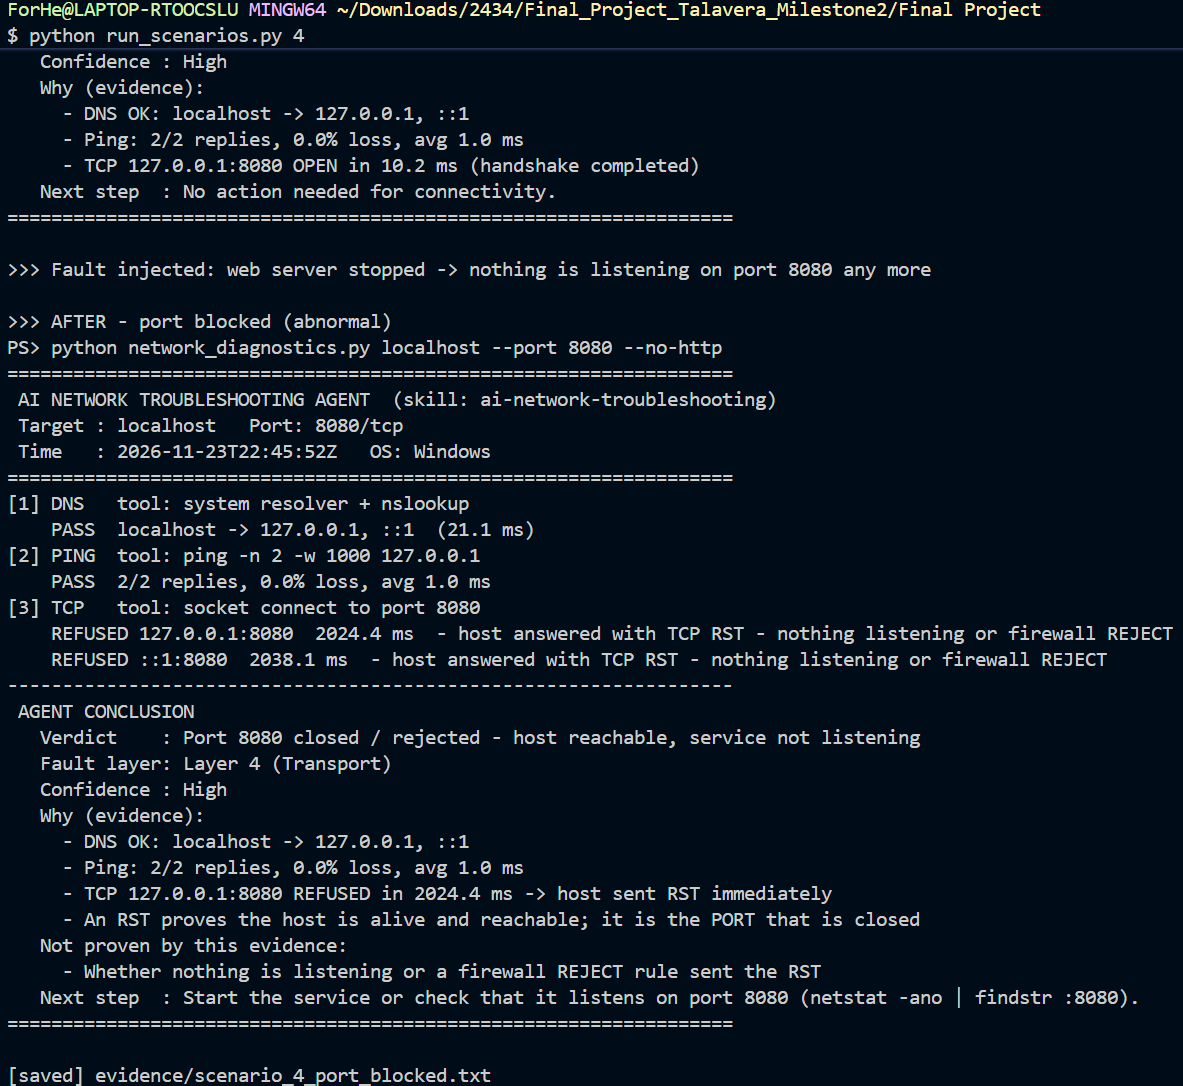 ForHe@LAPTOP-RTOOCSLU MINGW64 ~/Downloads/2434/Final_Project_Talavera_Milestone2/Final Project
$ python run_scenarios.py 4
Confidence : High
Why (evidence):
- DNS OK: localhost -> 127.0.0.1, ::1
- Ping: 2/2 replies, 0.0% loss, avg 1.0 ms
- TCP 127.0.0.1:8080 OPEN in 10.2 ms (handshake completed)
Next step  : No action needed for connectivity.
==================================================================
>>> Fault injected: web server stopped -> nothing is listening on port 8080 any more
>>> AFTER - port blocked (abnormal)
PS> python network_diagnostics.py localhost --port 8080 --no-http
==================================================================
AI NETWORK TROUBLESHOOTING AGENT  (skill: ai-network-troubleshooting)
Target : localhost   Port: 8080/tcp
Time   : 2026-11-23T22:45:52Z   OS: Windows
==================================================================
[1] DNS   tool: system resolver + nslookup
PASS  localhost -> 127.0.0.1, ::1  (21.1 ms)
[2] PING  tool: ping -n 2 -w 1000 127.0.0.1
PASS  2/2 replies, 0.0% loss, avg 1.0 ms
[3] TCP   tool: socket connect to port 8080
REFUSED 127.0.0.1:8080  2024.4 ms  - host answered with TCP RST - nothing listening or firewall REJECT
REFUSED ::1:8080  2038.1 ms  - host answered with TCP RST - nothing listening or firewall REJECT
------------------------------------------------------------------
AGENT CONCLUSION
Verdict    : Port 8080 closed / rejected - host reachable, service not listening
Fault layer: Layer 4 (Transport)
Confidence : High
Why (evidence):
- DNS OK: localhost -> 127.0.0.1, ::1
- Ping: 2/2 replies, 0.0% loss, avg 1.0 ms
- TCP 127.0.0.1:8080 REFUSED in 2024.4 ms -> host sent RST immediately
- An RST proves the host is alive and reachable; it is the PORT that is closed
Not proven by this evidence:
- Whether nothing is listening or a firewall REJECT rule sent the RST
Next step  : Start the service or check that it listens on port 8080 (netstat -ano | findstr :8080).
==================================================================
[saved] evidence/scenario_4_port_blocked.txt